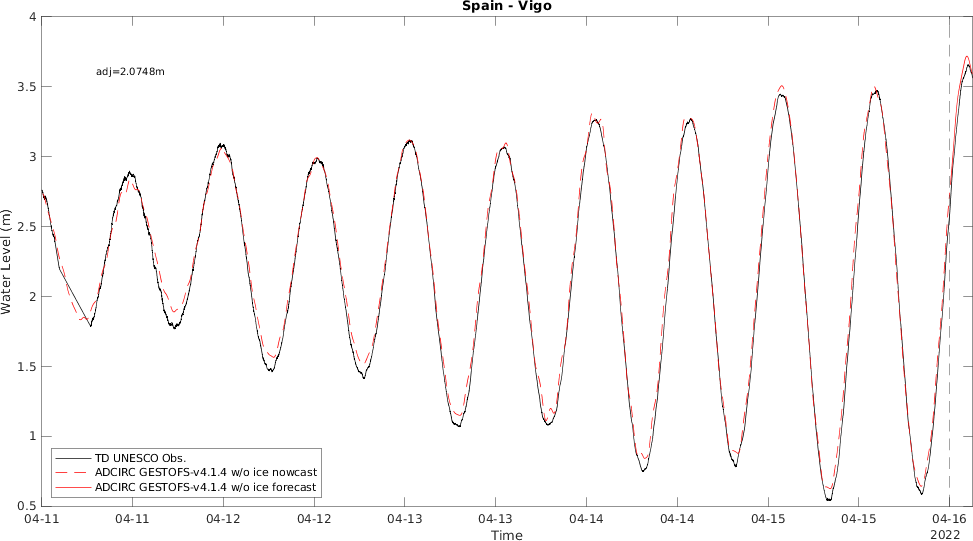 Spain - Vigo
4
3.5
3
2.5
2
1.5
1
0.5
Water Level (m)
adj=2.0748m
TD UNESCO Obs.
ADCIRC GESTOFS-v4.1.4 w/o ice nowcast
ADCIRC GESTOFS-v4.1.4 w/o ice forecast
04-11 04-11 04-12 04-12 04-13 04-13 04-14 04-14 04-15 04-15 04-16
Time
2022